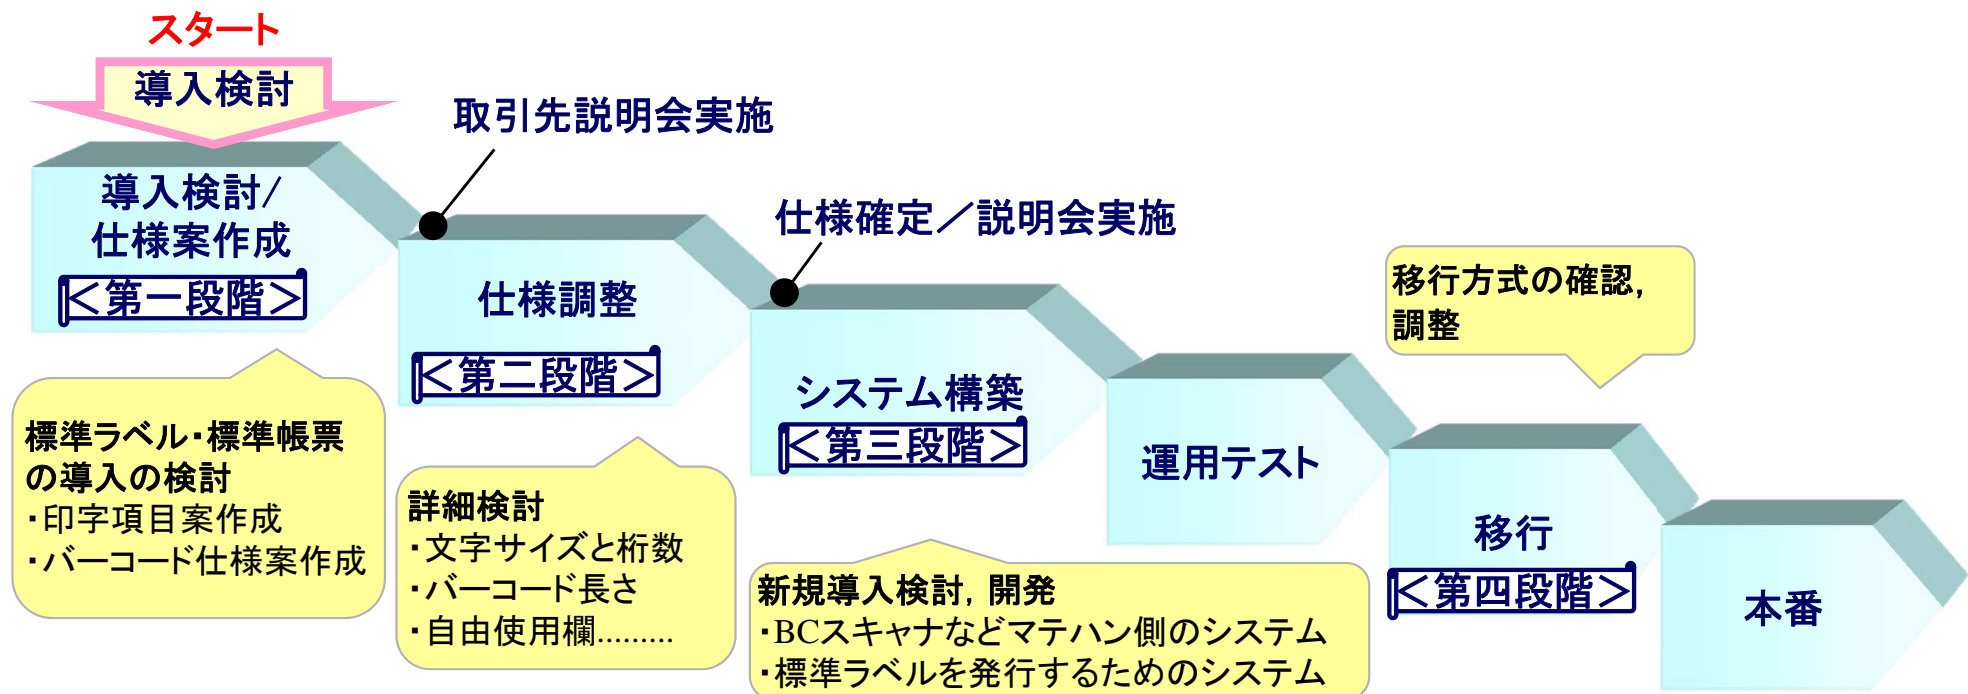 スタート
導入検討
取引先説明会実施
導入検討/
仕様案作成
＜第一段階＞
仕様確定／説明会実施
仕様調整
＜第二段階＞
移行方式の確認，
調整
システム構築
＜第三段階＞
運用テスト
移行
＜第四段階＞
本番
標準ラベル・標準帳票
の導入の検討
・印字項目案作成
・バーコード仕様案作成
詳細検討
・文字サイズと桁数
・バーコード長さ
・自由使用欄.........
新規導入検討，開発
・BCスキャナなどマテハン側のシステム
・標準ラベルを発行するためのシステム